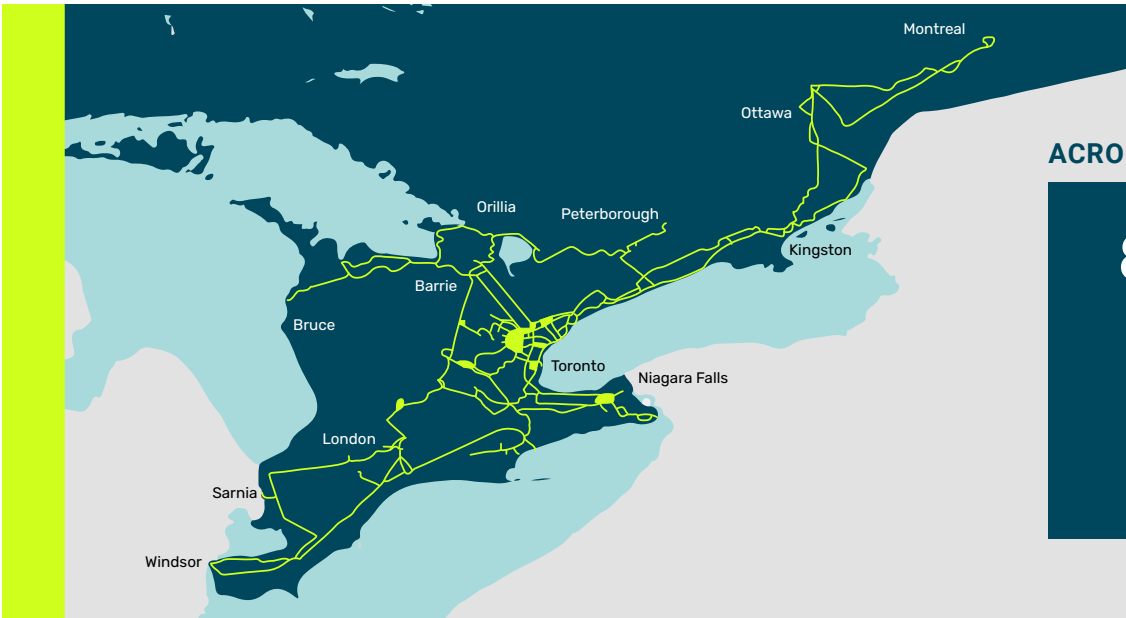 Montreal
Ottawa
ACRO
Orillia
Peterborough
Kingston
Barrie
Bruce
Toronto
Niagara Falls
London
Sarnia
Windsor